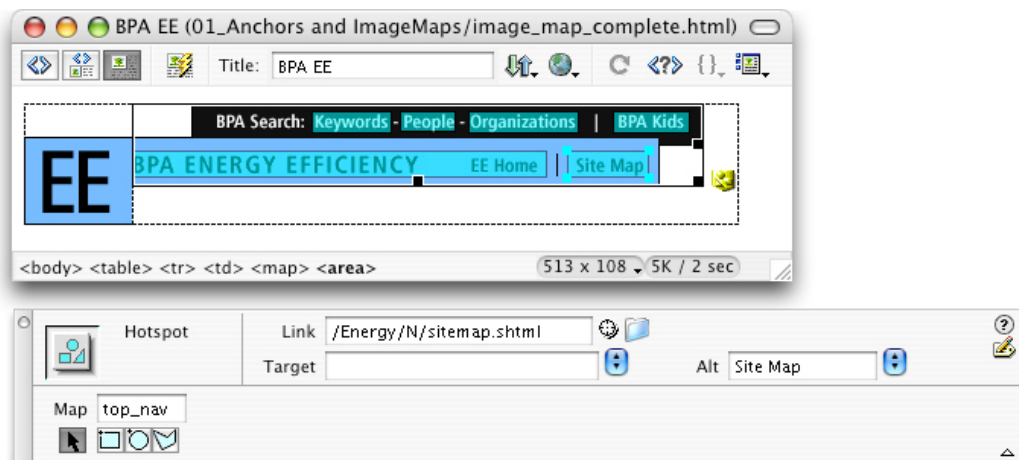 BPA EE (01_Anchors and ImageMaps/image_map_complete.html)
Title: BPA EE
BPA Search: Keywords - People - Organizations | BPA Kids
EE
BPA ENERGY EFFICIENCY EE Home | Site Map
<body> <table> <tr> <td> <map> <area>
513 x 108 5K / 2 sec
Hotspot
Link /Energy/N/sitemap.shtml
Target
Alt Site Map
Map top_nav